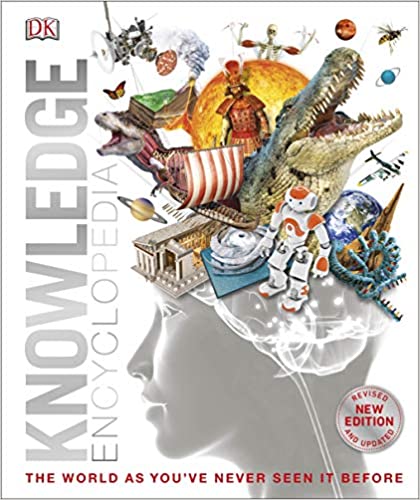 DK
KNOWLEDGE
ENCYCLOPEDIA
REVISED
NEW
EDITION
AND UPDATED
THE WORLD AS YOU'VE NEVER SEEN IT BEFORE